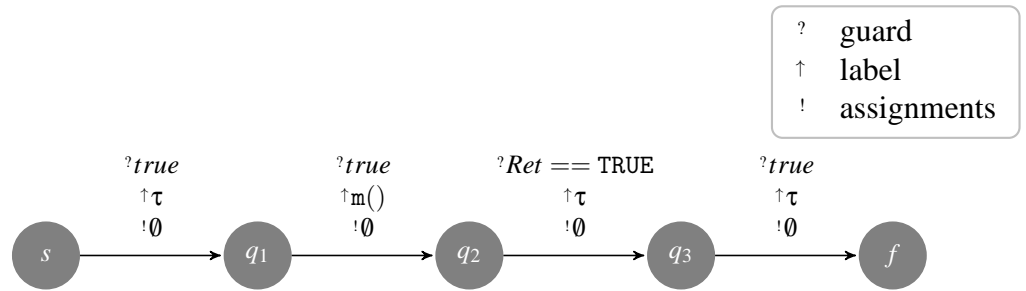 ? guard
↑ label
! assignments
?true ?true ?Ret == TRUE ?true
↑τ ↑m() ↑τ ↑τ
!∅ !∅ !∅ !∅
s q₁ q₂ q₃ f